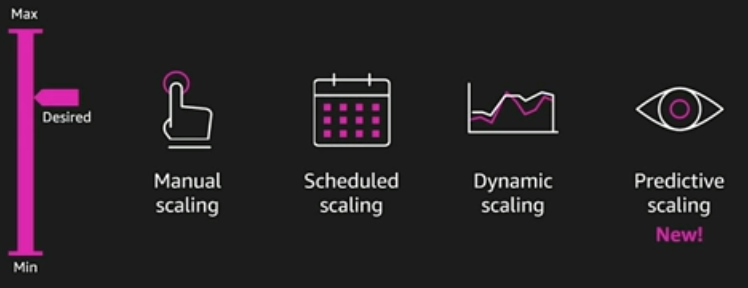 Max
Desired
Min
Manual
scaling
Scheduled
scaling
Dynamic
scaling
Predictive
scaling
New!